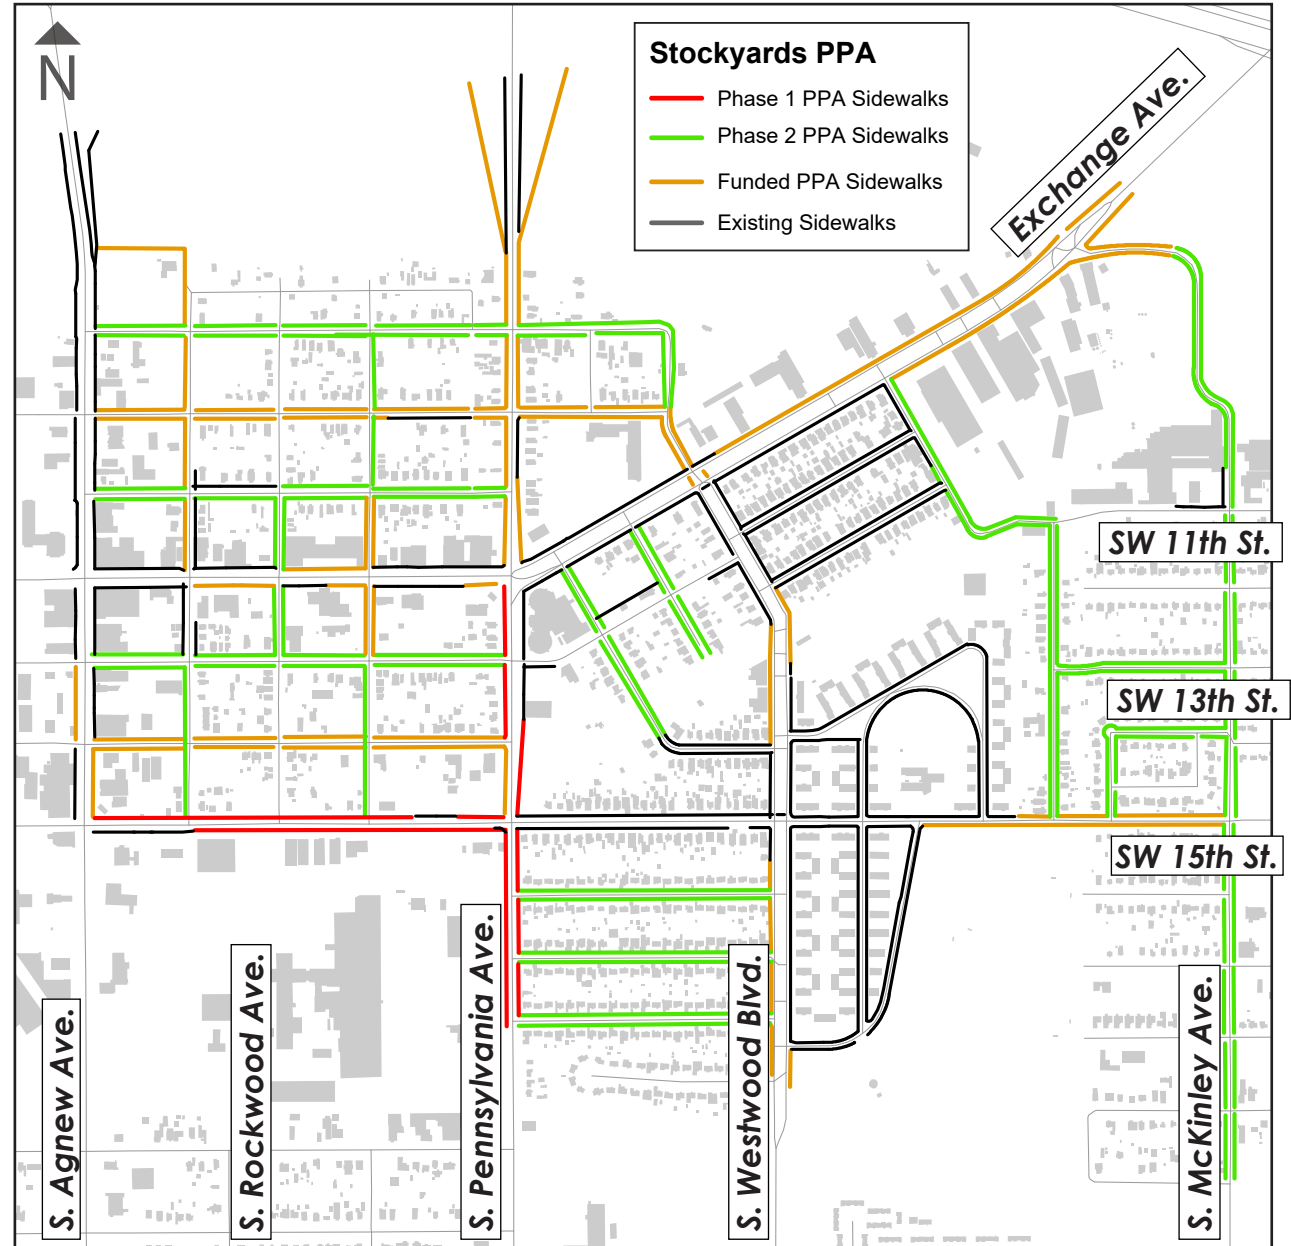 N
Stockyards PPA
Phase 1 PPA Sidewalks
Phase 2 PPA Sidewalks
Funded PPA Sidewalks
Existing Sidewalks
Exchange Ave.
SW 11th St.
SW 13th St.
SW 15th St.
S. Agnew Ave.
S. Rockwood Ave.
S. Pennsylvania Ave.
S. Westwood Blvd.
S. McKinley Ave.